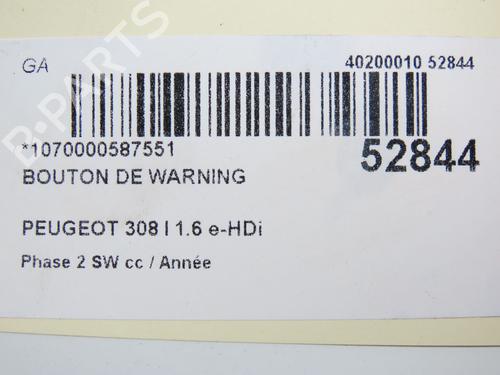 GA
40200010 52844
*1070000587551
52844
BOUTON DE WARNING
PEUGEOT 308 I 1.6 e-HDi
Phase 2 SW cc / Année
B-PARTS